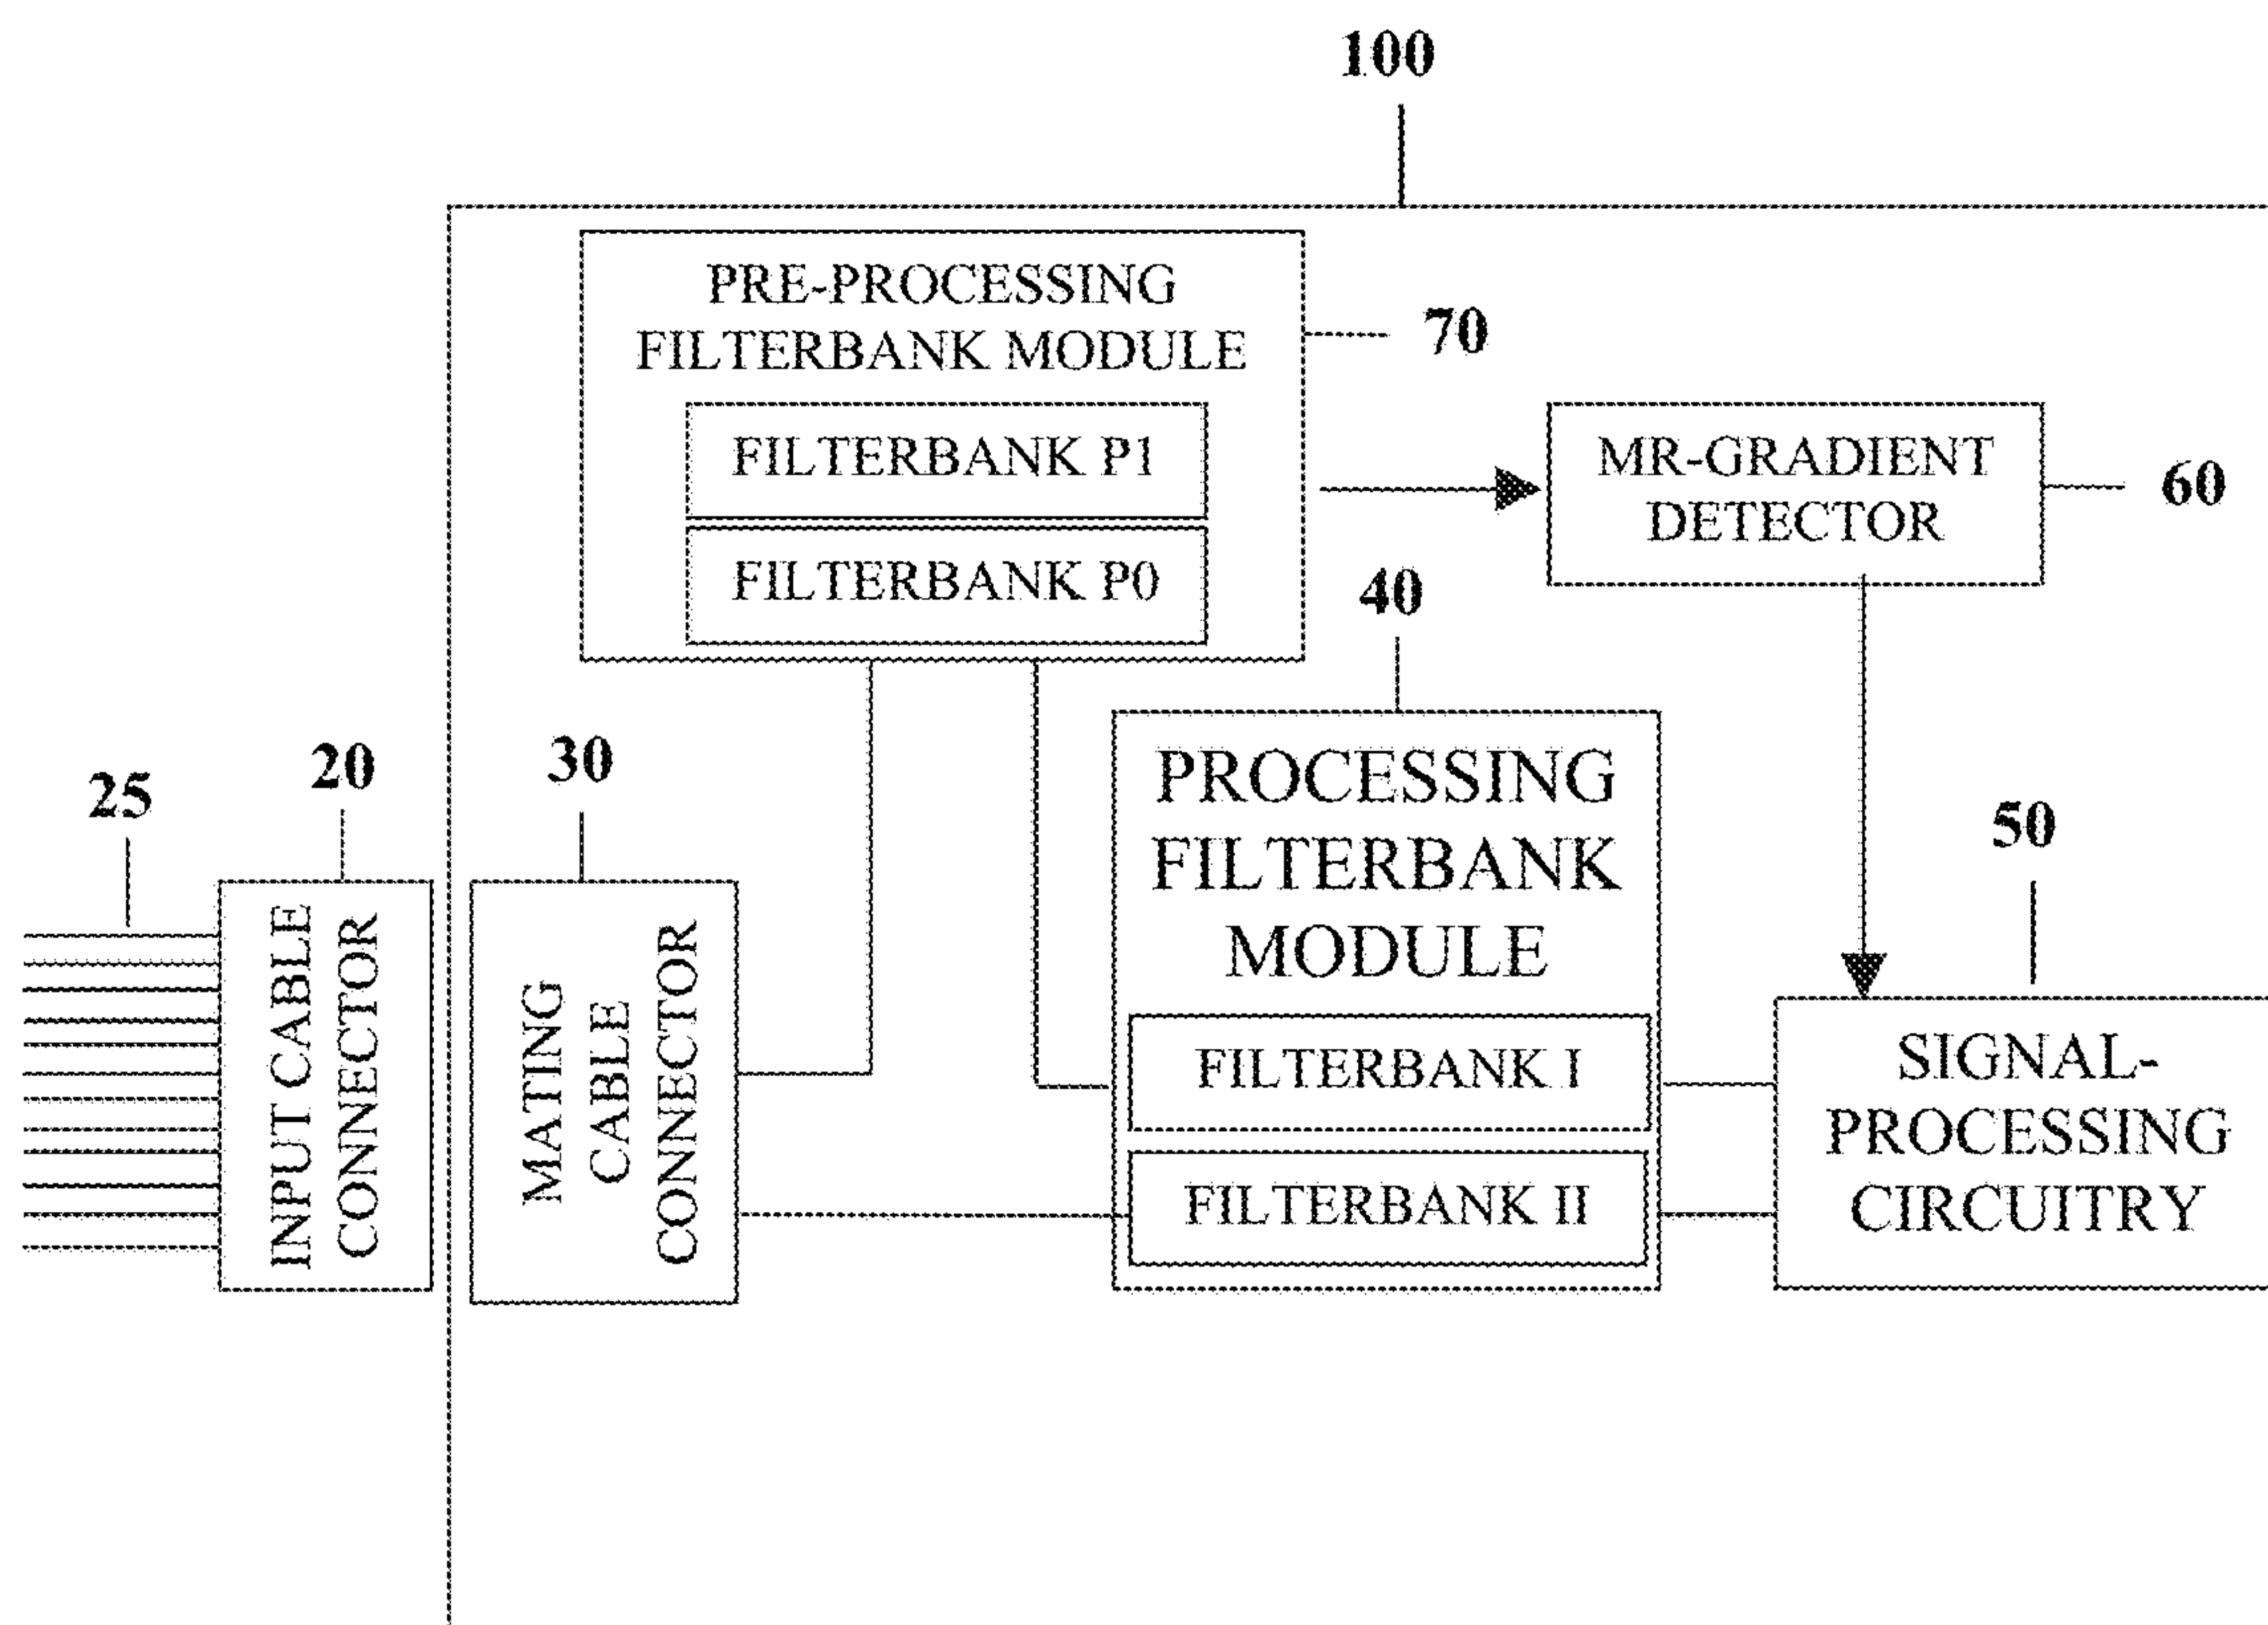 100
PRE-PROCESSING
FILTERBANK MODULE
70
FILTERBANK P1
FILTERBANK P0
MR-GRADIENT
DETECTOR
60
40
PROCESSING
FILTERBANK
MODULE
FILTERBANK I
FILTERBANK II
25
20
30
INPUT CABLE
CONNECTOR
MATING
CABLE
CONNECTOR
50
SIGNAL-
PROCESSING
CIRCUITRY